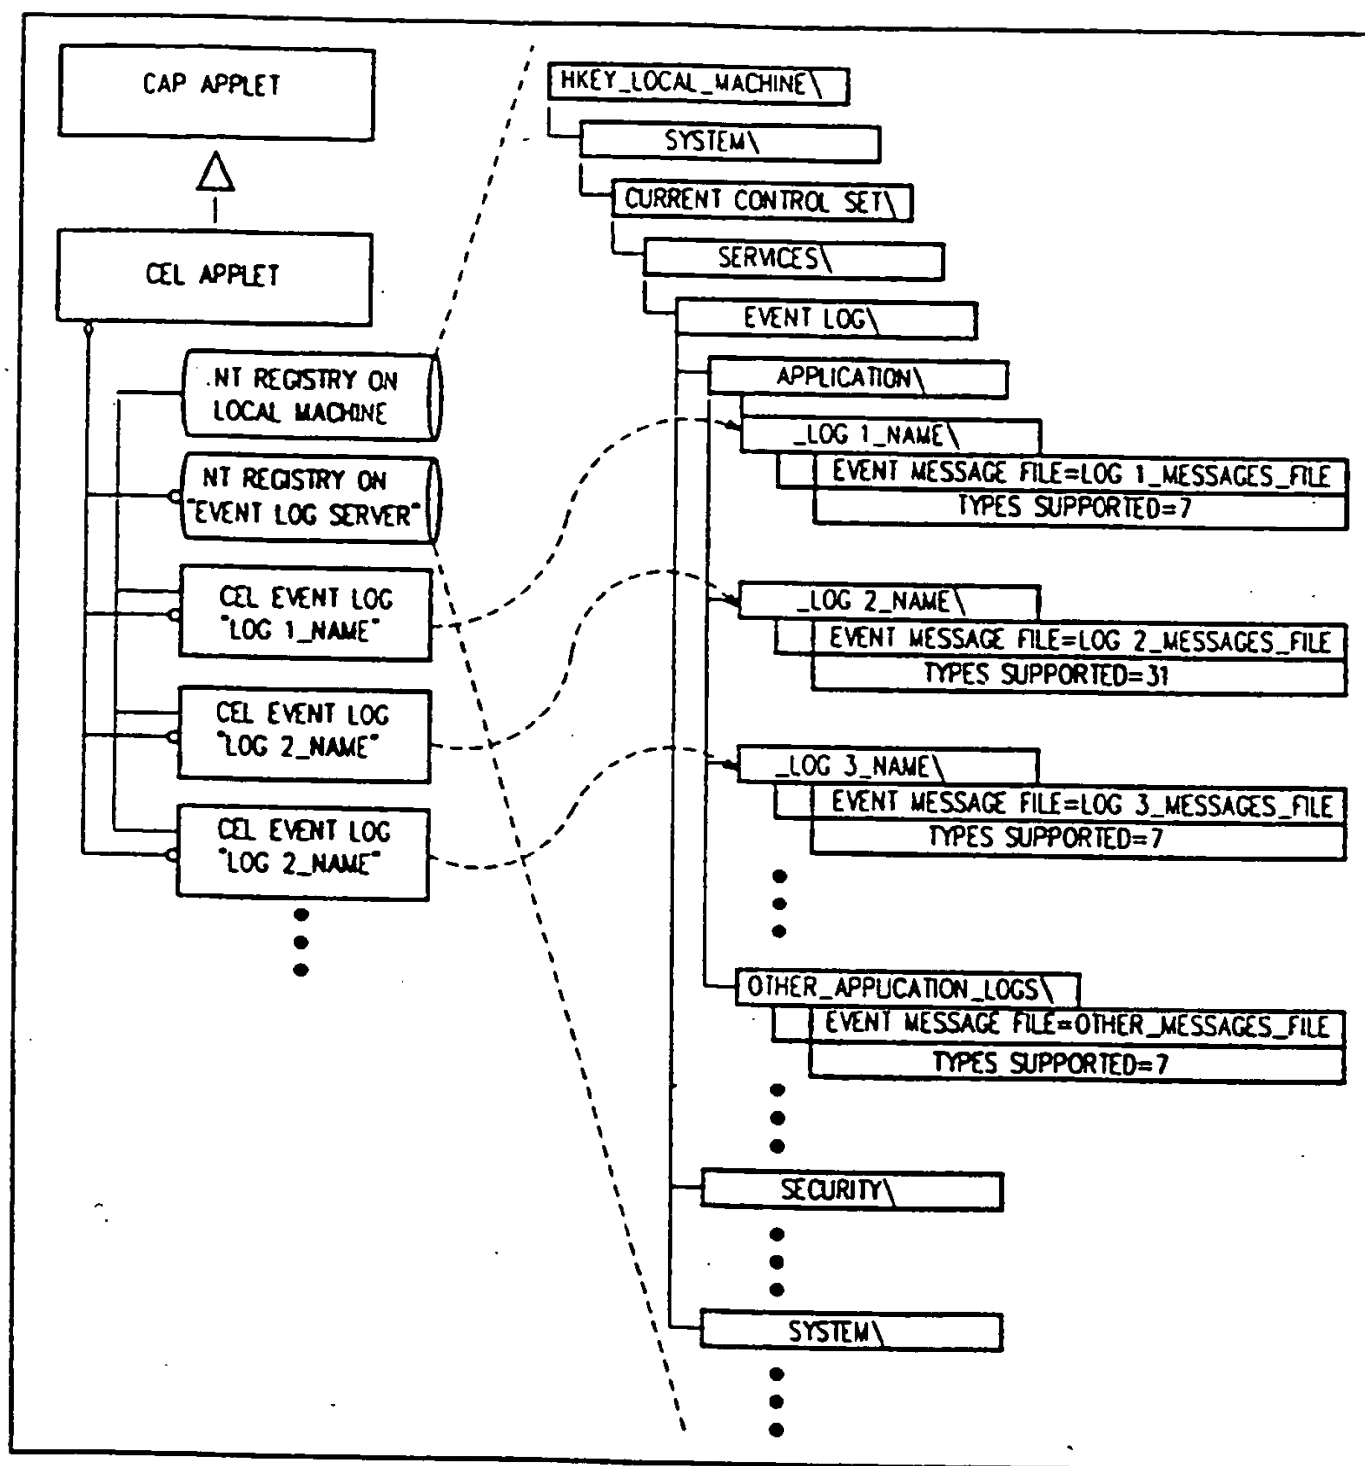 CAP APPLET
CEL APPLET
NT REGISTRY ON
LOCAL MACHINE
NT REGISTRY ON
"EVENT LOG SERVER"
CEL EVENT LOG
"LOG 1_NAME"
CEL EVENT LOG
"LOG 2_NAME"
CEL EVENT LOG
"LOG 2_NAME"
HKEY_LOCAL_MACHINE\
SYSTEM\
CURRENT CONTROL SET\
SERVICES\
EVENT LOG\
APPLICATION\
_LOG 1_NAME\
EVENT MESSAGE FILE=LOG 1_MESSAGES_FILE
TYPES SUPPORTED=7
_LOG 2_NAME\
EVENT MESSAGE FILE=LOG 2_MESSAGES_FILE
TYPES SUPPORTED=31
_LOG 3_NAME\
EVENT MESSAGE FILE=LOG 3_MESSAGES_FILE
TYPES SUPPORTED=7
OTHER_APPLICATION_LOGS\
EVENT MESSAGE FILE=OTHER_MESSAGES_FILE
TYPES SUPPORTED=7
SECURITY\
SYSTEM\